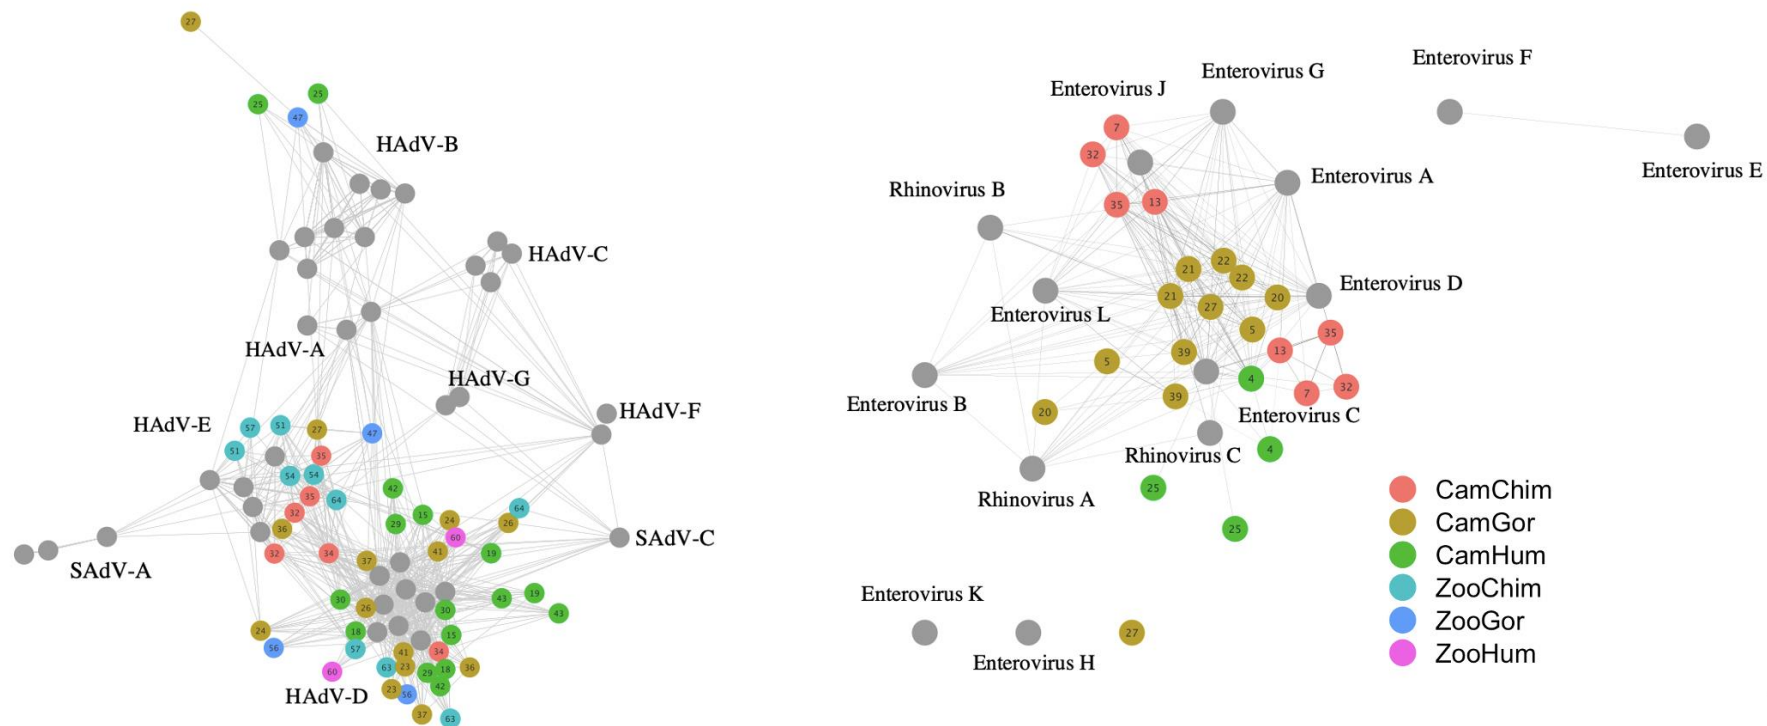 27
25
25
47
HAdV-B
HAdV-C
HAdV-A
HAdV-G
HAdV-F
HAdV-E
57
51
27
47
51
35
54
54
35
64
32
36
32
34
42
15
29
24
64
26
60
SAdV-C
41
19
37
SAdV-A
30
26
30
43
19
43
24
18
15
56
57
41
34
60
63
23
29
18
36
42
HAdV-D
23
56
37
63
Enterovirus F
Enterovirus G
Enterovirus J
7
32
Enterovirus E
Enterovirus A
Rhinovirus B
35
13
21
22
22
Enterovirus D
21
27
20
Enterovirus L
5
35
39
13
5
4
7
32
Enterovirus B
39
20
Enterovirus C
Rhinovirus C
4
Rhinovirus A
25
25
Enterovirus K
27
Enterovirus H
CamChim
CamGor
CamHum
ZooChim
ZooGor
ZooHum